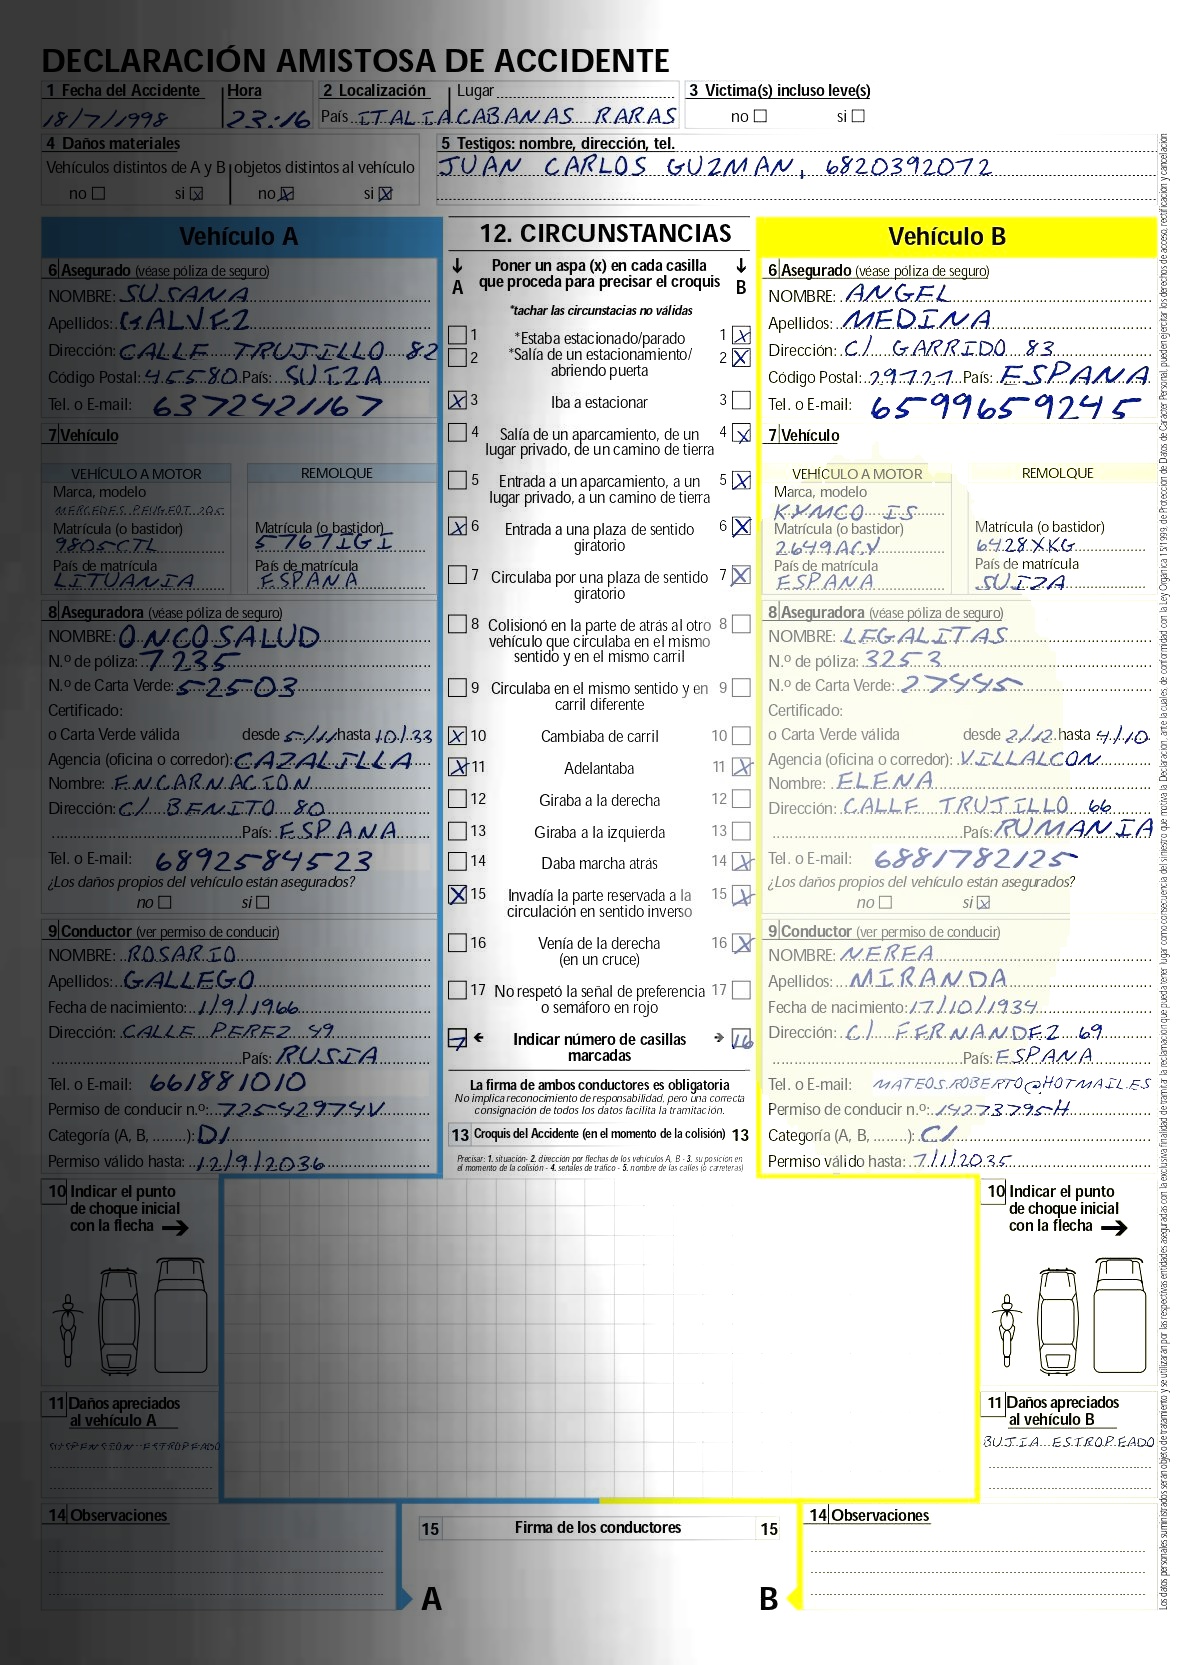 DECLARACIÓN AMISTOSA DE ACCIDENTE
1 Fecha del Accidente Hora 2 Localización Lugar 3 Victima(s) incluso leve(s)
18/7/1998 23:16 País ITALIA CABANAS RARAS no si
4 Daños materiales
Vehículos distintos de A y B objetos distintos al vehículo
no si X no X si X
5 Testigos: nombre, dirección, tel.
JUAN CARLOS GUZMAN, 6820392072
Vehículo A
6 Asegurado (véase póliza de seguro)
NOMBRE: SUSANA
Apellidos: GALVEZ
Dirección: CALLE TRUJILLO 82
Código Postal: 45580 País: SUIZA
Tel. o E-mail: 6372421167
7 Vehículo
VEHÍCULO A MOTOR REMOLQUE
Marca, modelo
MERCEDES PEUGEOT 206
Matrícula (o bastidor) Matrícula (o bastidor)
9805CTL 5767IGI
País de matrícula País de matrícula
LITUANIA ESPANA
8 Aseguradora (véase póliza de seguro)
NOMBRE: ONCOSALUD
N.º de póliza: 7235
N.º de Carta Verde: 52503
Certificado:
o Carta Verde válida desde 5/11 hasta 10/33
Agencia (oficina o corredor): CAZALILLA
Nombre: ENCARNACION
Dirección: C/ BENITO 80
País: ESPANA
Tel. o E-mail: 6892584523
¿Los daños propios del vehículo están asegurados?
no si
9 Conductor (ver permiso de conducir)
NOMBRE: ROSARIO
Apellidos: GALLEGO
Fecha de nacimiento: 1/9/1966
Dirección: CALLE PEREZ 49
País: RUSIA
Tel. o E-mail: 661881010
Permiso de conducir n.º: 72542974V
Categoría (A, B, ........): D1
Permiso válido hasta: 12/9/2036
12. CIRCUNSTANCIAS
A Poner un aspa (x) en cada casilla que proceda para precisar el croquis B
*tachar las circunstacias no válidas
1 *Estaba estacionado/parado 1 X
2 *Salía de un estacionamiento/ abriendo puerta 2 X
X 3 Iba a estacionar 3
4 Salía de un aparcamiento, de un lugar privado, de un camino de tierra 4 X
5 Entrada a un aparcamiento, a un lugar privado, a un camino de tierra 5 X
X 6 Entrada a una plaza de sentido giratorio 6 X
7 Circulaba por una plaza de sentido giratorio 7 X
8 Colisionó en la parte de atrás al otro vehículo que circulaba en el mismo sentido y en el mismo carril 8
9 Circulaba en el mismo sentido y en carril diferente 9
X 10 Cambiaba de carril 10
X 11 Adelantaba 11 X
12 Giraba a la derecha 12
13 Giraba a la izquierda 13
14 Daba marcha atrás 14 X
X 15 Invadía la parte reservada a la circulación en sentido inverso 15 X
16 Venía de la derecha (en un cruce) 16 X
17 No respetó la señal de preferencia o semáforo en rojo 17
7 Indicar número de casillas marcadas 16
La firma de ambos conductores es obligatoria
No implica reconocimiento de responsabilidad, pero una correcta
consignación de todos los datos facilita la tramitación.
13 Croquis del Accidente (en el momento de la colisión) 13
Precisar: 1. situación- 2. dirección por flechas de los vehículos A, B - 3. su posición en
el momento de la colisión - 4. señales de tráfico - 5. nombre de las calles (o carreteras)
Vehículo B
6 Asegurado (véase póliza de seguro)
NOMBRE: ANGEL
Apellidos: MEDINA
Dirección: C/ GARRIDO 83
Código Postal: 29727 País: ESPANA
Tel. o E-mail: 6599659245
7 Vehículo
VEHÍCULO A MOTOR REMOLQUE
Marca, modelo
KYMCO IS
Matrícula (o bastidor) Matrícula (o bastidor)
2649ACV 6428XKG
País de matrícula País de matrícula
ESPANA SUIZA
8 Aseguradora (véase póliza de seguro)
NOMBRE: LEGALITAS
N.º de póliza: 3253
N.º de Carta Verde: 27445
Certificado:
o Carta Verde válida desde 2/12 hasta 4/10
Agencia (oficina o corredor): VILLALCON
Nombre: ELENA
Dirección: CALLE TRUJILLO 66
País: RUMANIA
Tel. o E-mail: 6881782125
¿Los daños propios del vehículo están asegurados?
no si X
9 Conductor (ver permiso de conducir)
NOMBRE: NEREA
Apellidos: MIRANDA
Fecha de nacimiento: 17/10/1934
Dirección: C/ FERNANDEZ 69
País: ESPANA
Tel. o E-mail: MATEOS.ROBERTO@HOTMAIL.ES
Permiso de conducir n.º: 14273795H
Categoría (A, B, ........): C1
Permiso válido hasta: 7/1/2035
10 Indicar el punto de choque inicial con la flecha
11 Daños apreciados al vehículo A
SUSPENSION ESTROPEADO
10 Indicar el punto de choque inicial con la flecha
11 Daños apreciados al vehículo B
BUJIA ESTROPEADO
14 Observaciones
15 Firma de los conductores 15
A B
14 Observaciones
Los datos personales suministrados serán objeto de tratamiento y se utilizaran por las respectivas entidades aseguradas con la exclusiva finalidad de tramitar la reclamación que pueda tener lugar como consecuencia del siniestro que motiva la Declaración, ante la cuales, de conformidad con la Ley Orgánica 15/1999, de Protección de Datos de Carácter Personal, pueden ejercitar los derechos de acceso, rectificación y cancelación